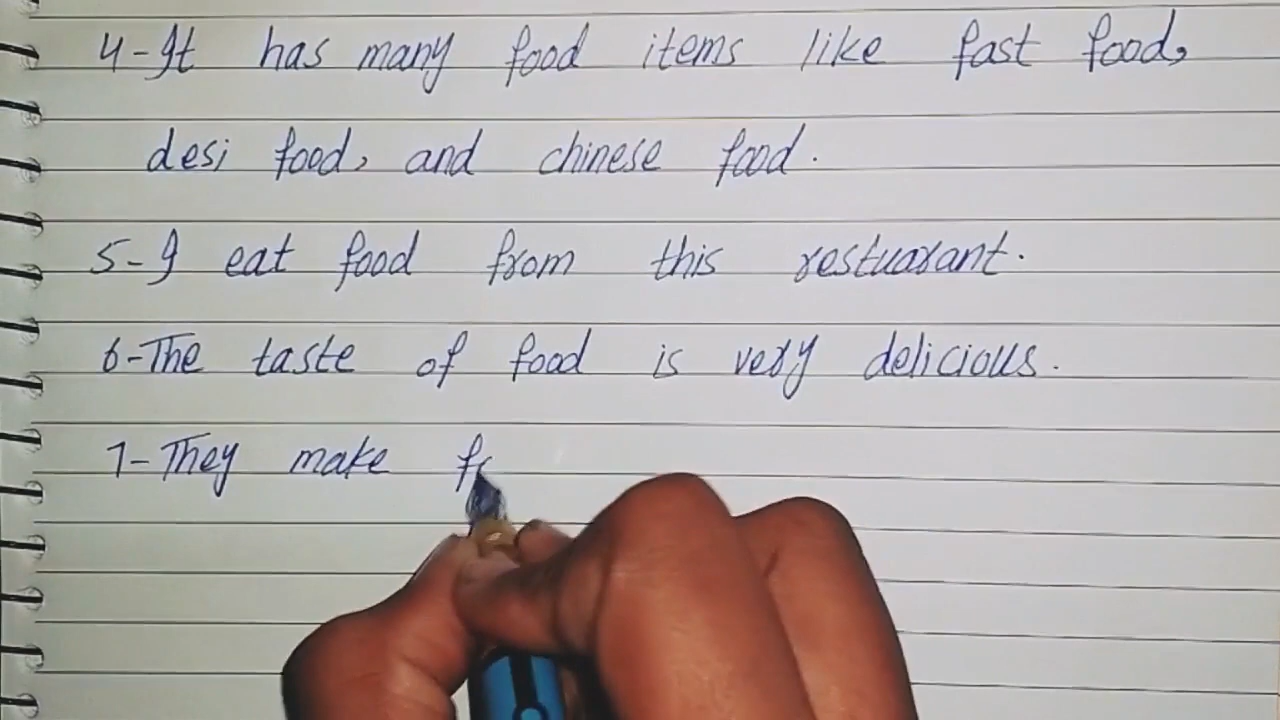 4-It has many food items like fast food,
desi food, and chinese food.
5-I eat food from this restuarant.
6-The taste of food is very delicious.
7-They make